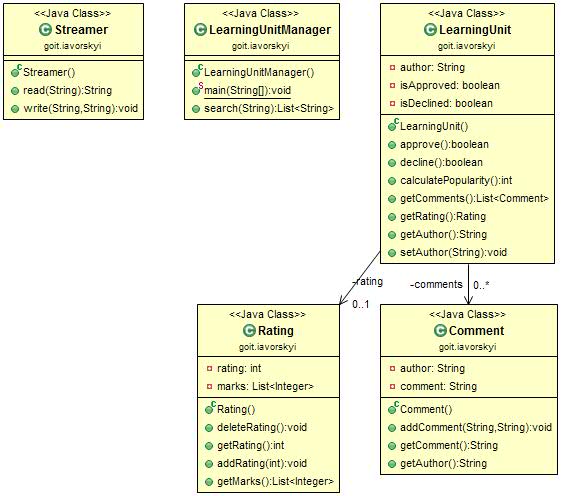 <<Java Class>>
Streamer
goit.iavorskyi
Streamer()
read(String):String
write(String,String):void
<<Java Class>>
LearningUnitManager
goit.iavorskyi
LearningUnitManager()
main(String[]):void
search(String):List<String>
<<Java Class>>
LearningUnit
goit.iavorskyi
author: String
isApproved: boolean
isDeclined: boolean
LearningUnit()
approve():boolean
decline():boolean
calculatePopularity():int
getComments():List<Comment>
getRating():Rating
getAuthor():String
setAuthor(String):void
-rating
0..1
-comments
0..*
<<Java Class>>
Rating
goit.iavorskyi
rating: int
marks: List<Integer>
Rating()
deleteRating():void
getRating():int
addRating(int):void
getMarks():List<Integer>
<<Java Class>>
Comment
goit.iavorskyi
author: String
comment: String
Comment()
addComment(String,String):void
getComment():String
getAuthor():String